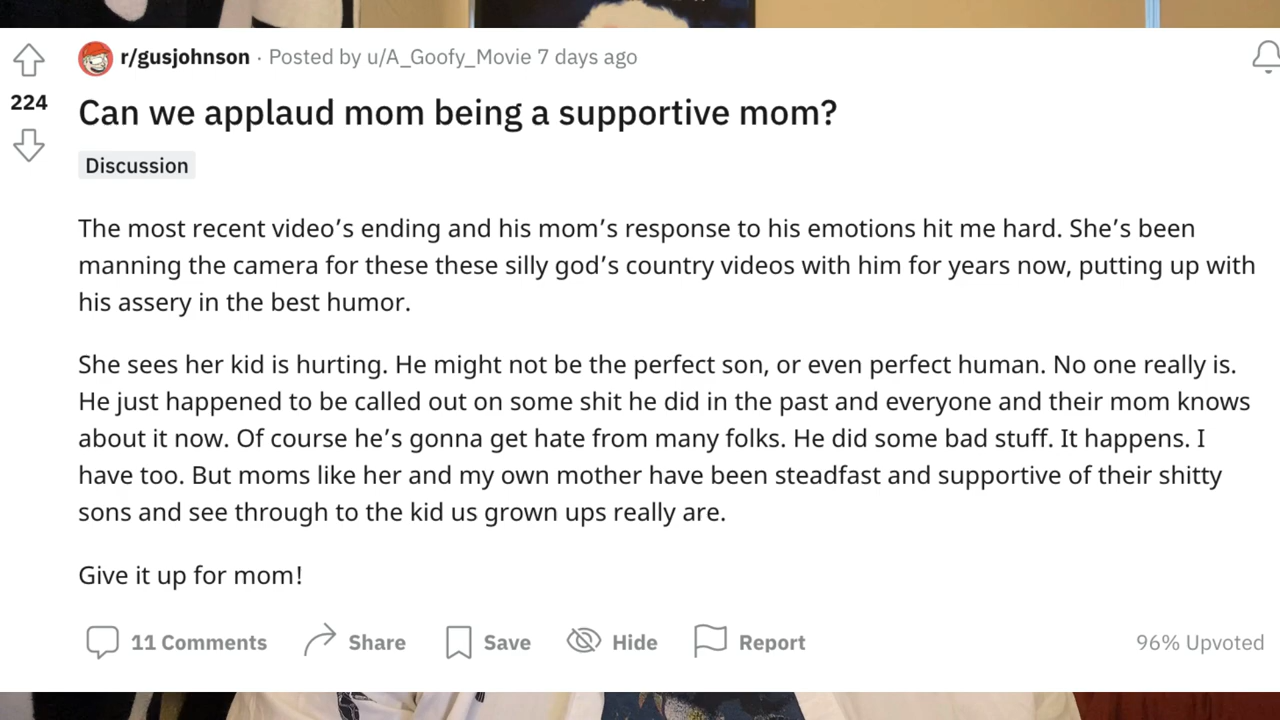 r/gusjohnson · Posted by u/A_Goofy_Movie 7 days ago
224
Can we applaud mom being a supportive mom?
Discussion
The most recent video’s ending and his mom’s response to his emotions hit me hard. She’s been
manning the camera for these these silly god’s country videos with him for years now, putting up with
his assery in the best humor.
She sees her kid is hurting. He might not be the perfect son, or even perfect human. No one really is.
He just happened to be called out on some shit he did in the past and everyone and their mom knows
about it now. Of course he’s gonna get hate from many folks. He did some bad stuff. It happens. I
have too. But moms like her and my own mother have been steadfast and supportive of their shitty
sons and see through to the kid us grown ups really are.
Give it up for mom!
11 Comments Share Save Hide Report 96% Upvoted